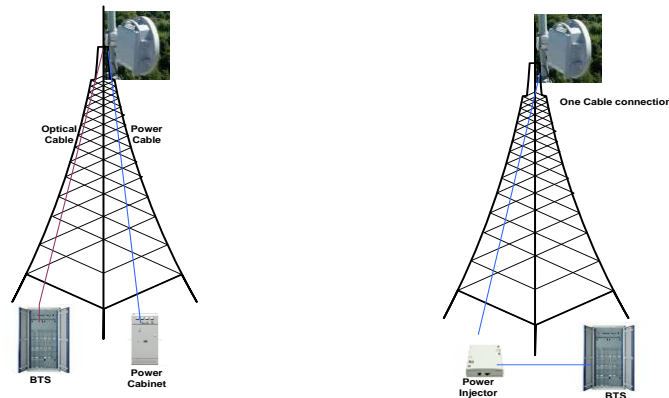 Optical
Cable
Power
Cable
BTS
Power
Cabinet
One Cable connection
Power
Injector
BTS